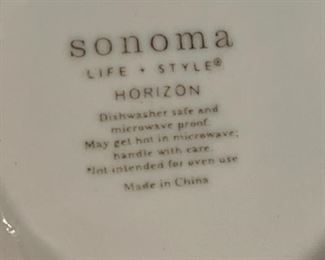 sonoma
LIFE + STYLE®
HORIZON
Dishwasher safe and
microwave proof.
May get hot in microwave;
handle with care.
*Not intended for oven use
Made in China